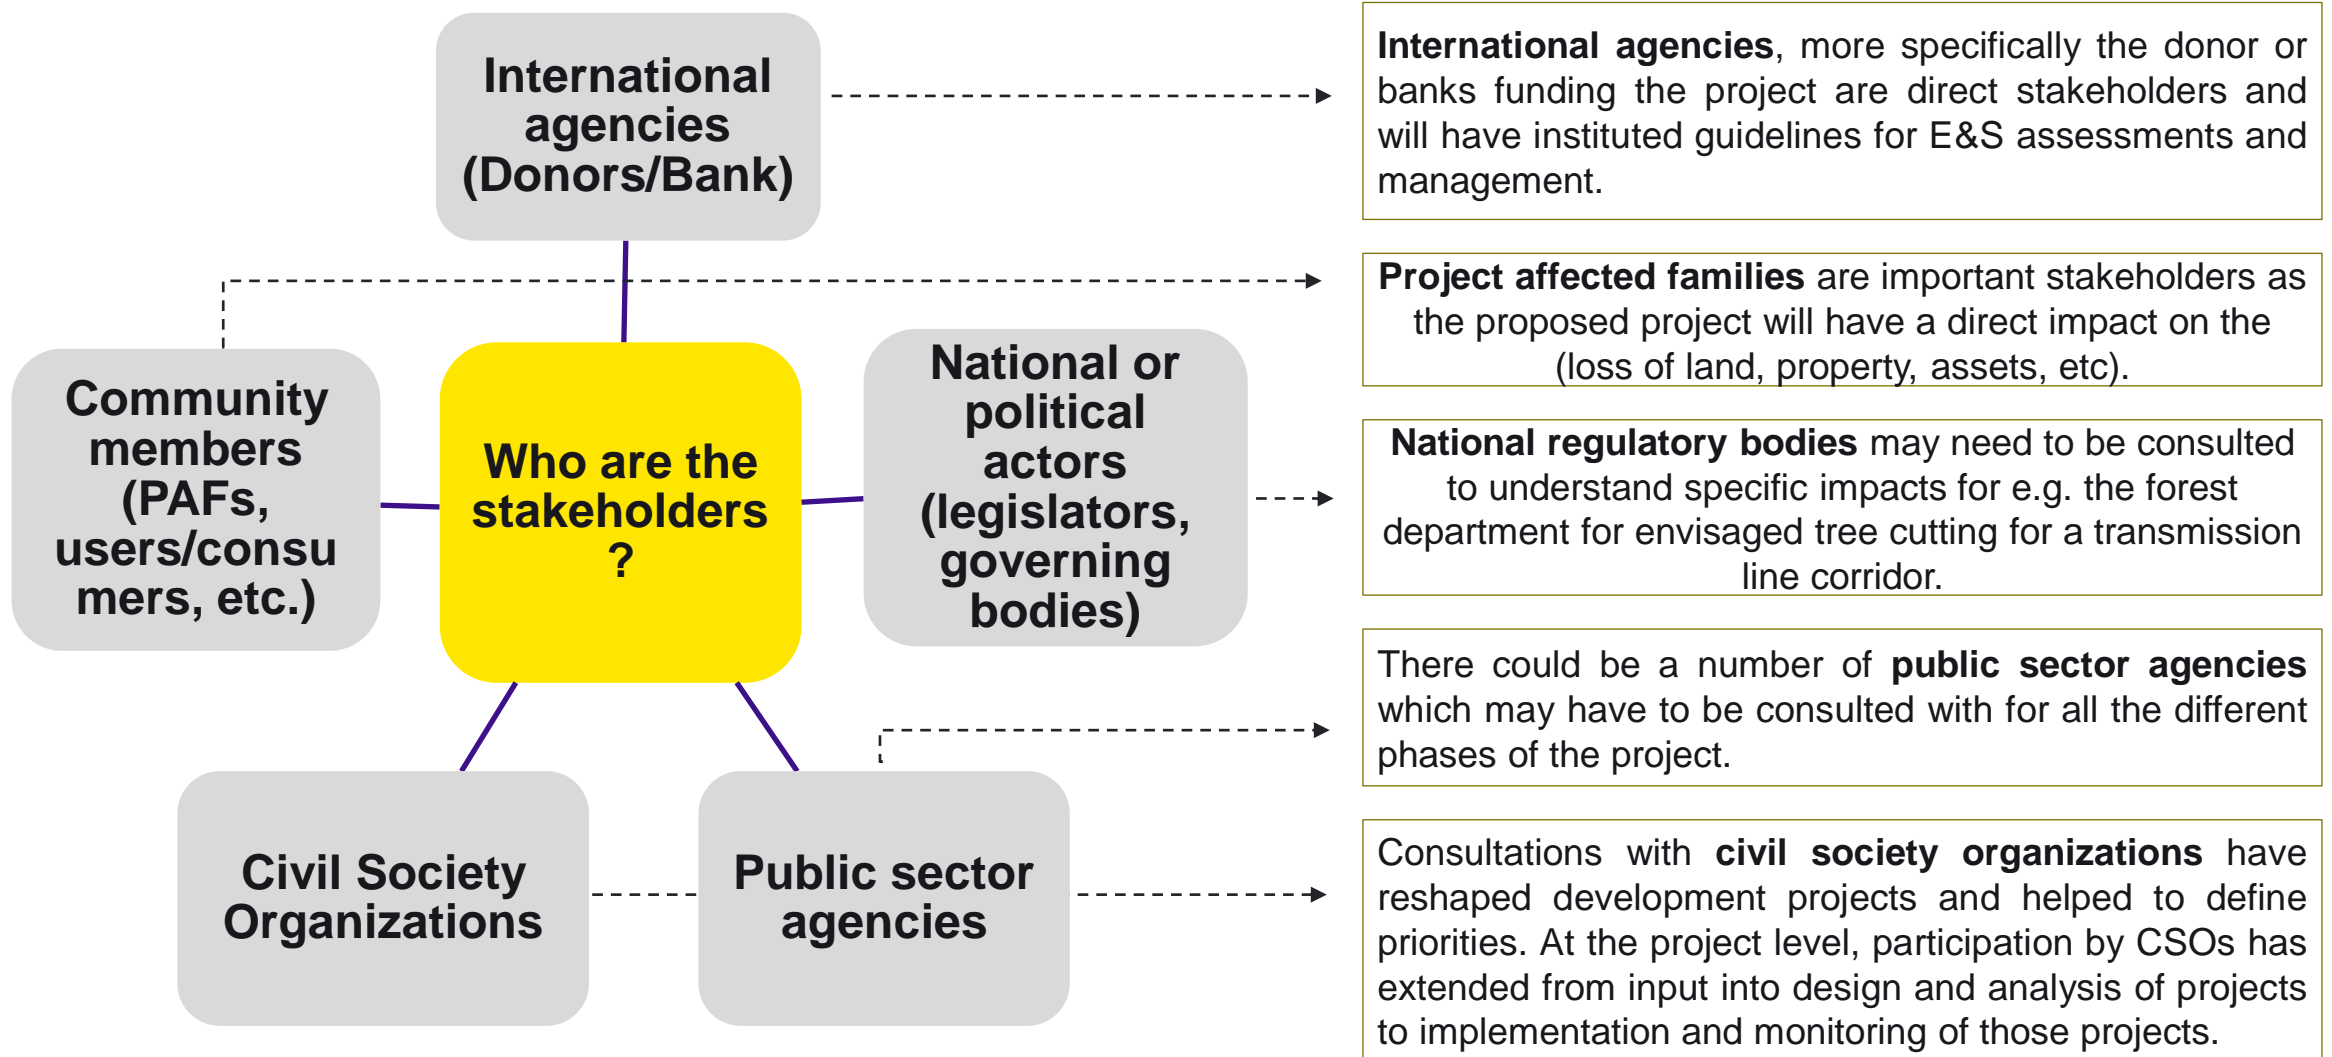 International
agencies
(Donors/Bank)
Community
members
(PAFs,
users/consu
mers, etc.)
Who are the
stakeholders
?
National or
political
actors
(legislators,
governing
bodies)
Civil Society
Organizations
Public sector
agencies
International agencies, more specifically the donor or
banks funding the project are direct stakeholders and
will have instituted guidelines for E&S assessments and
management.
Project affected families are important stakeholders as
the proposed project will have a direct impact on the
(loss of land, property, assets, etc).
National regulatory bodies may need to be consulted
to understand specific impacts for e.g. the forest
department for envisaged tree cutting for a transmission
line corridor.
There could be a number of public sector agencies
which may have to be consulted with for all the different
phases of the project.
Consultations with civil society organizations have
reshaped development projects and helped to define
priorities. At the project level, participation by CSOs has
extended from input into design and analysis of projects
to implementation and monitoring of those projects.